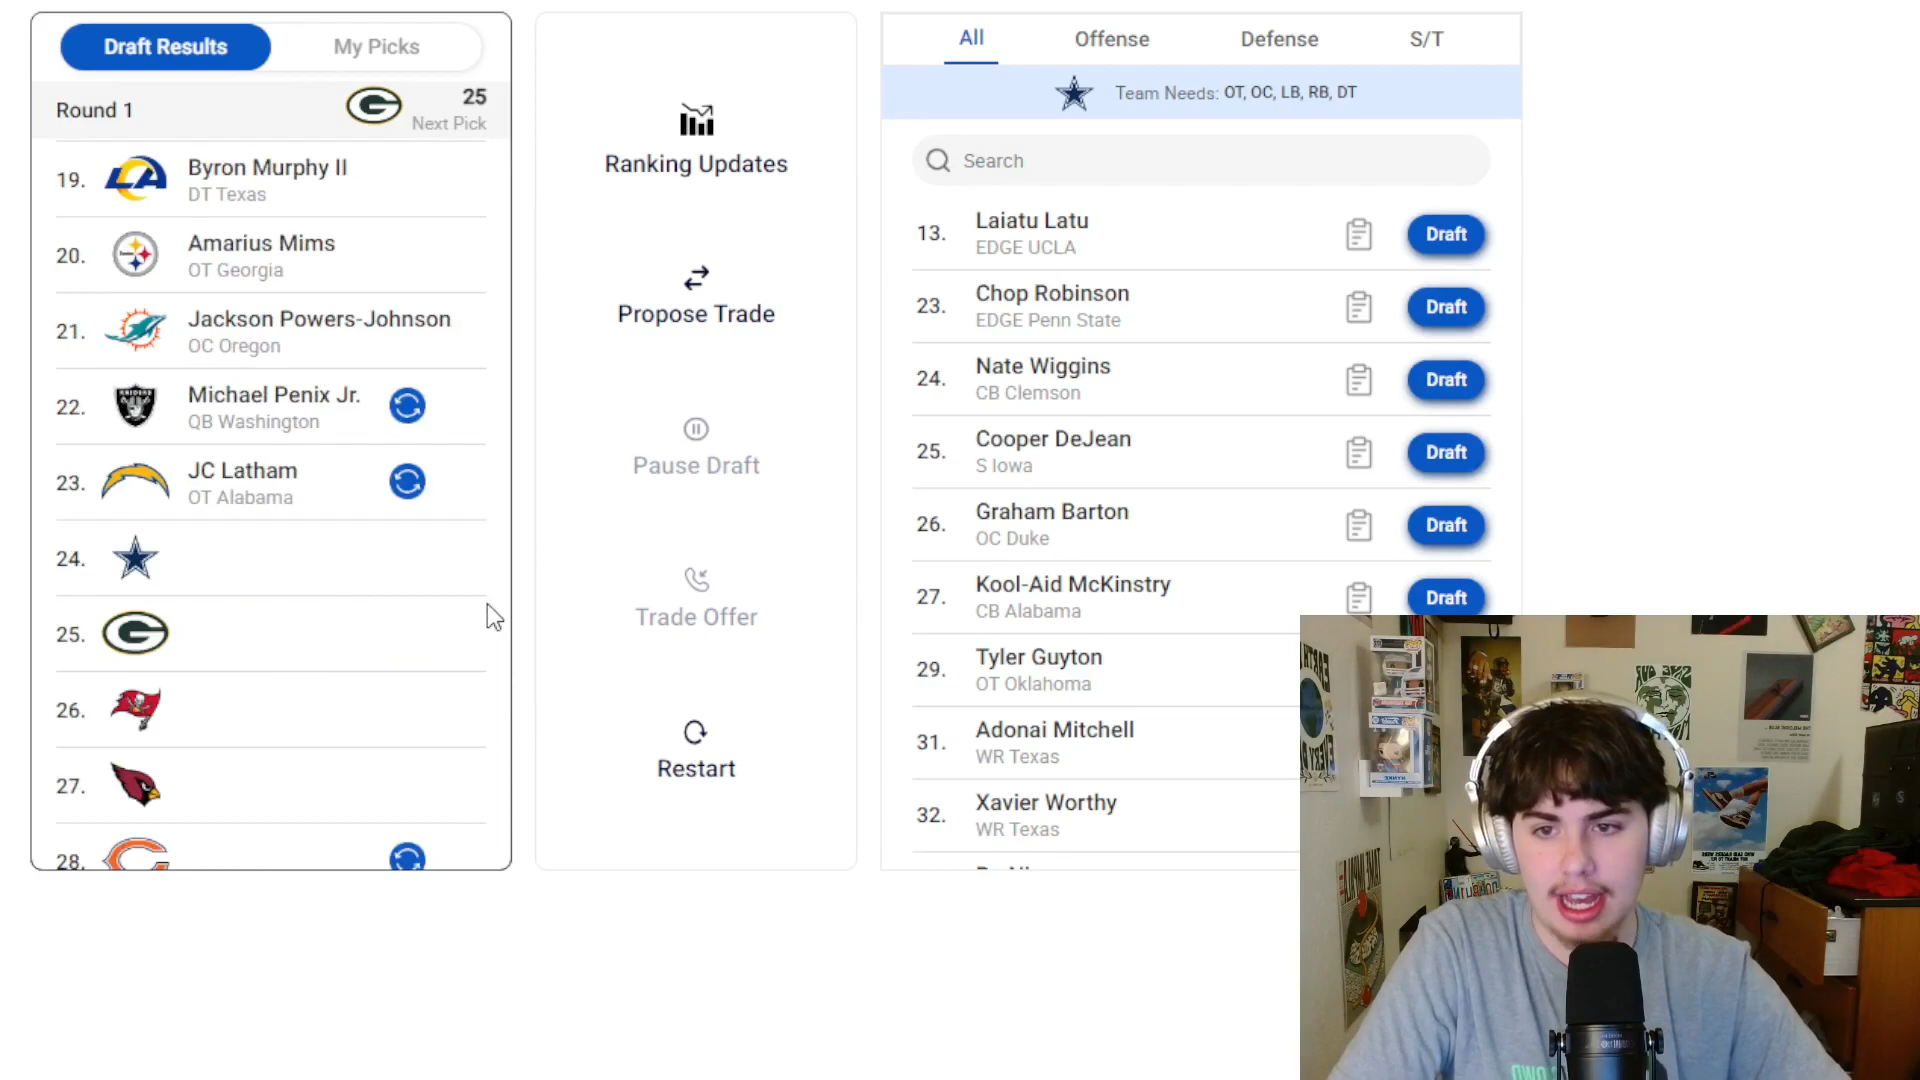 Draft Results
My Picks
Round 1
25
Next Pick
19.
Byron Murphy II
DT Texas
20.
Amarius Mims
OT Georgia
21.
Jackson Powers-Johnson
OC Oregon
22.
Michael Penix Jr.
QB Washington
23.
JC Latham
OT Alabama
24.
25.
26.
27.
28.
Ranking Updates
Propose Trade
Pause Draft
Trade Offer
Restart
All
Offense
Defense
S/T
Team Needs: OT, OC, LB, RB, DT
Search
13.
Laiatu Latu
EDGE UCLA
Draft
23.
Chop Robinson
EDGE Penn State
Draft
24.
Nate Wiggins
CB Clemson
Draft
25.
Cooper DeJean
S Iowa
Draft
26.
Graham Barton
OC Duke
Draft
27.
Kool-Aid McKinstry
CB Alabama
Draft
29.
Tyler Guyton
OT Oklahoma
31.
Adonai Mitchell
WR Texas
32.
Xavier Worthy
WR Texas